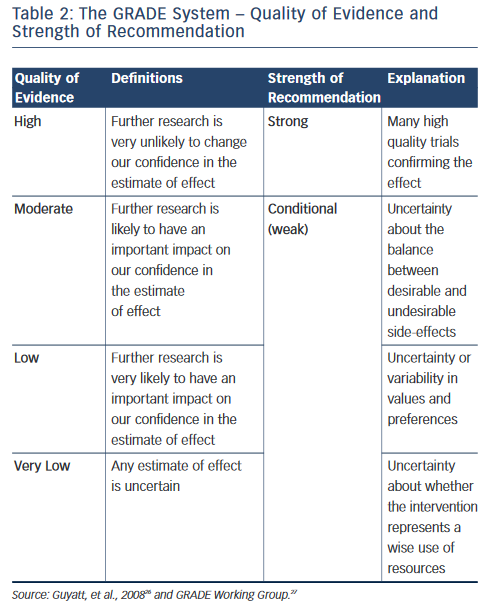 Table 2: The GRADE System – Quality of Evidence and
Strength of Recommendation
Quality of
Evidence
Definitions
Strength of
Recommendation
Explanation
High
Further research is
very unlikely to change
our confidence in the
estimate of effect
Strong
Many high
quality trials
confirming the
effect
Moderate
Further research is
likely to have an
important impact on
our confidence in
the estimate
of effect
Conditional
(weak)
Uncertainty
about the
balance
between
desirable and
undesirable
side-effects
Low
Further research is
very likely to have an
important impact on
our confidence in the
estimate of effect
Uncertainty or
variability in
values and
preferences
Very Low
Any estimate of effect
is uncertain
Uncertainty
about whether
the intervention
represents a
wise use of
resources
Source: Guyatt, et al., 2008²⁶ and GRADE Working Group.²⁷